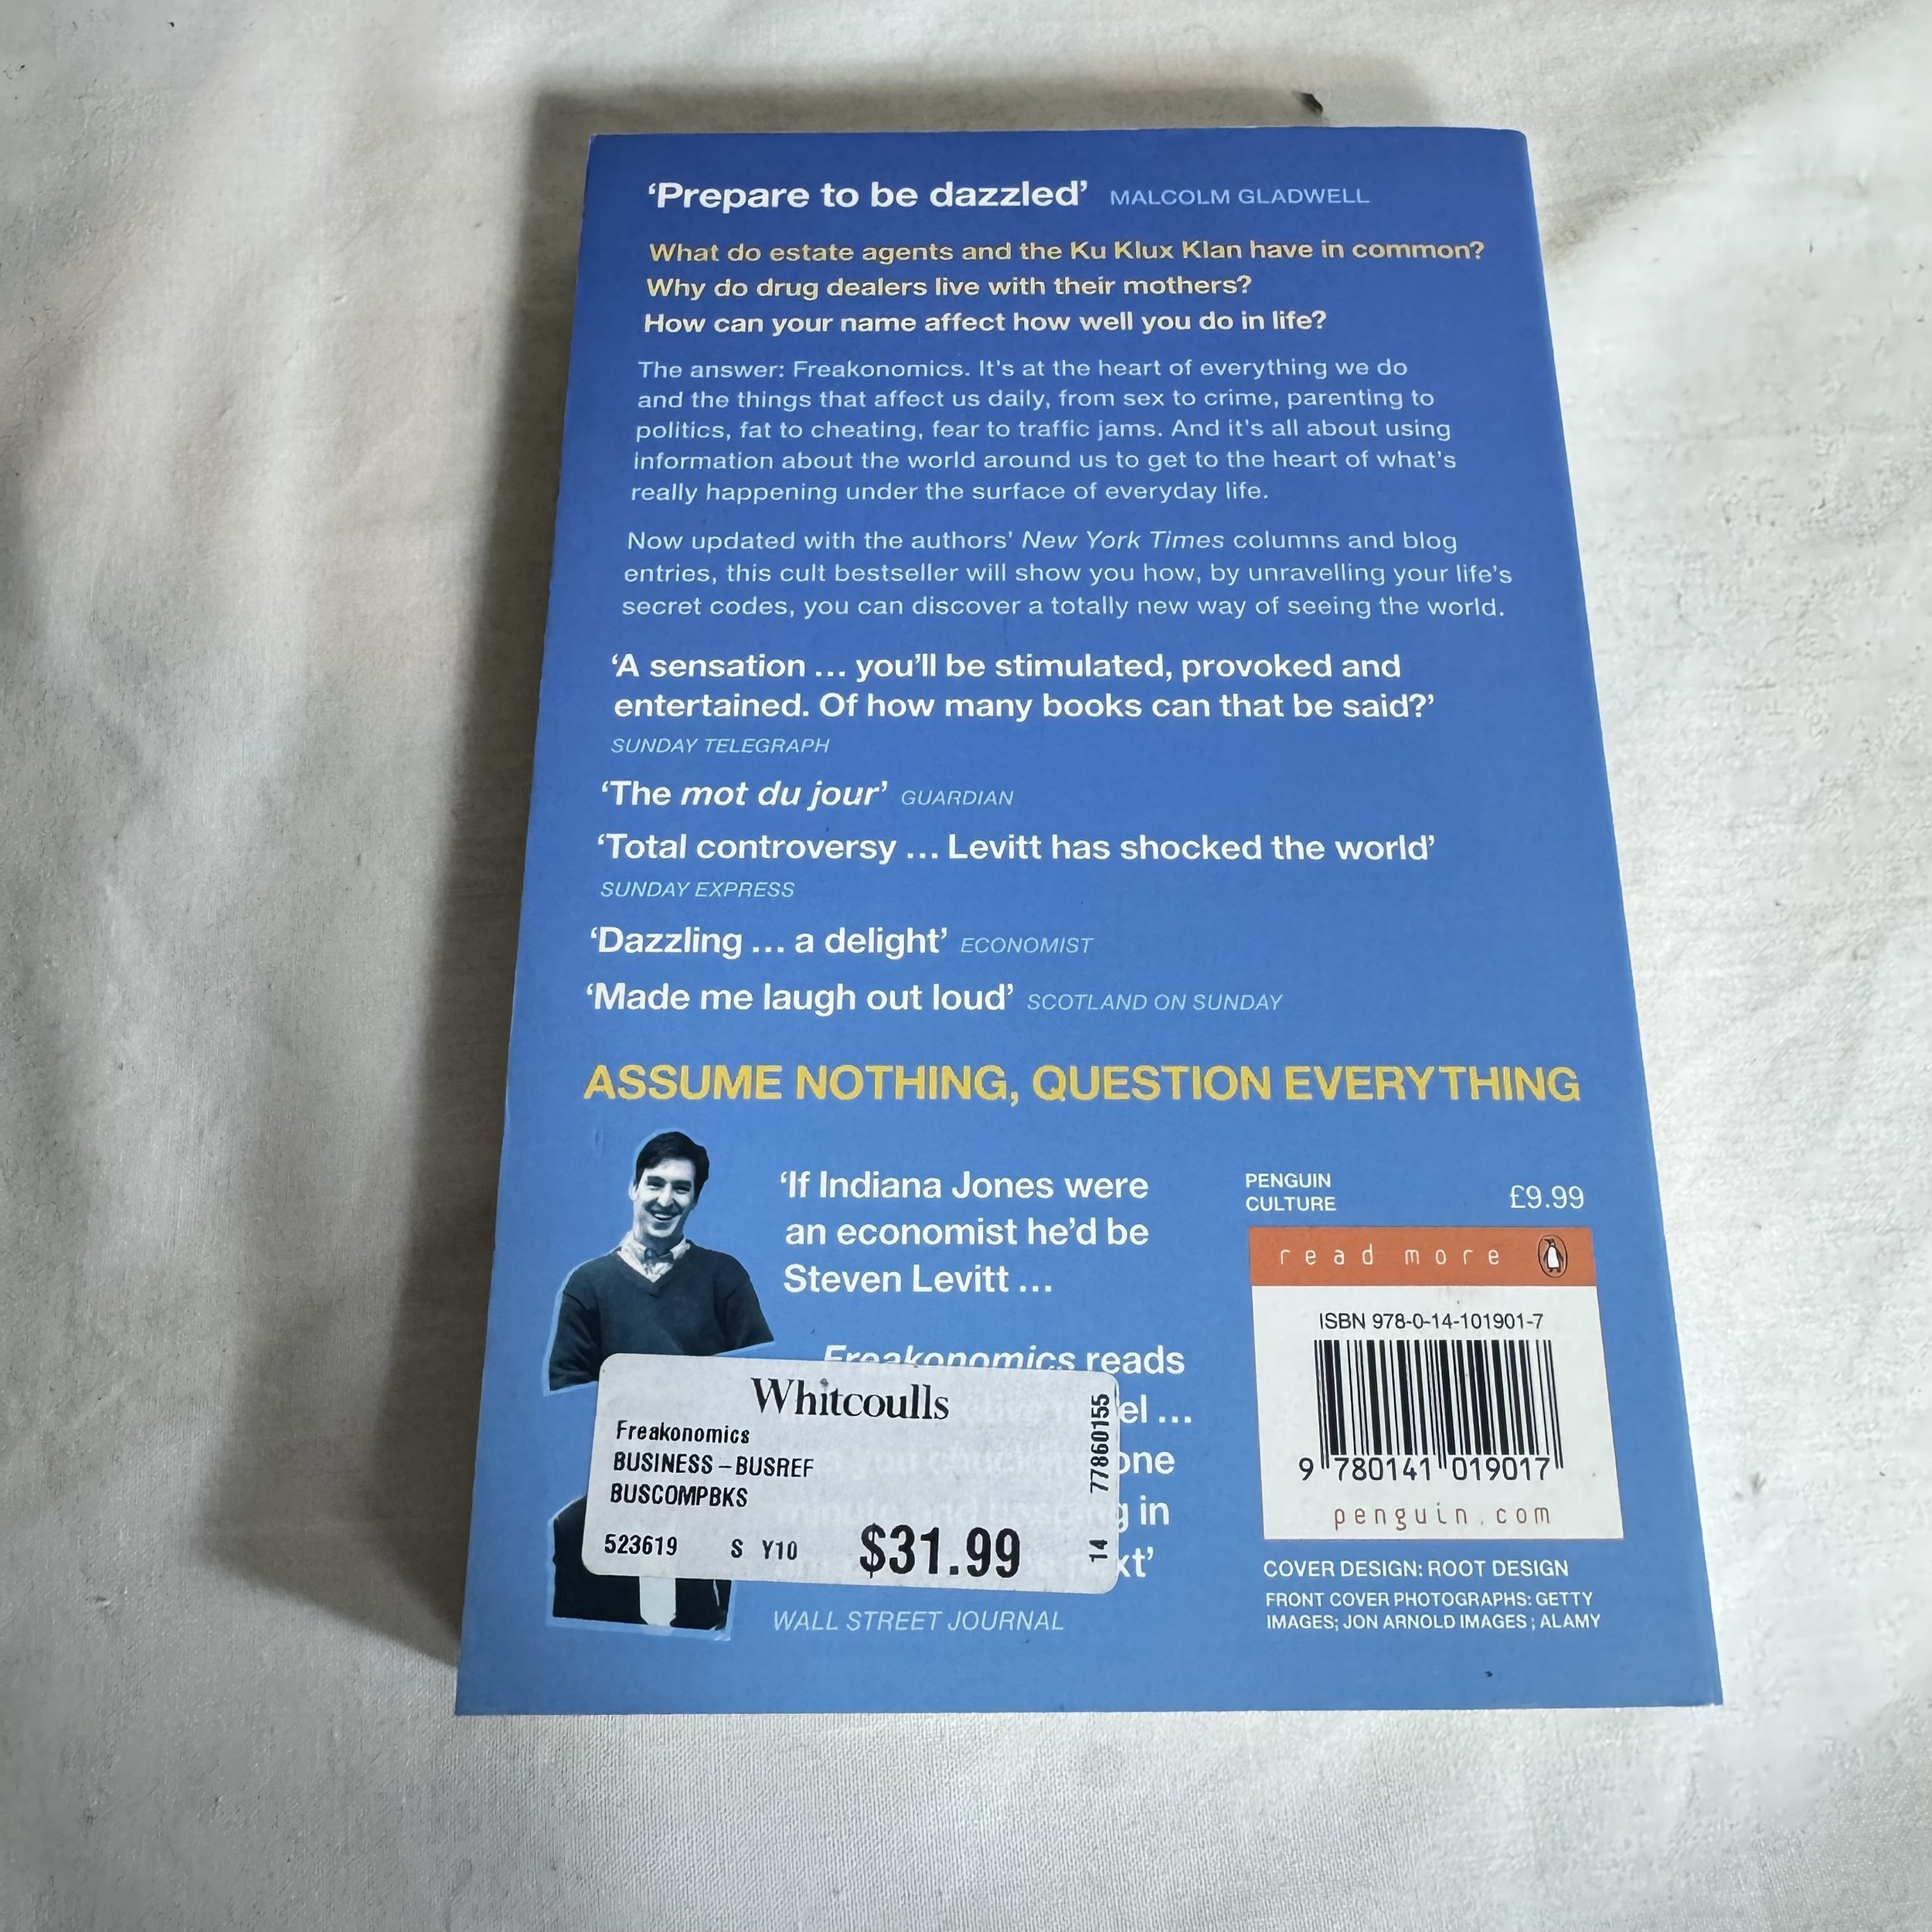 ‘Prepare to be dazzled’ MALCOLM GLADWELL
What do estate agents and the Ku Klux Klan have in common?
Why do drug dealers live with their mothers?
How can your name affect how well you do in life?
The answer: Freakonomics. It’s at the heart of everything we do
and the things that affect us daily, from sex to crime, parenting to
politics, fat to cheating, fear to traffic jams. And it’s all about using
information about the world around us to get to the heart of what’s
really happening under the surface of everyday life.
Now updated with the authors’ New York Times columns and blog
entries, this cult bestseller will show you how, by unravelling your life’s
secret codes, you can discover a totally new way of seeing the world.
‘A sensation ... you’ll be stimulated, provoked and
entertained. Of how many books can that be said?’
SUNDAY TELEGRAPH
‘The mot du jour’ GUARDIAN
‘Total controversy ... Levitt has shocked the world’
SUNDAY EXPRESS
‘Dazzling ... a delight’ ECONOMIST
‘Made me laugh out loud’ SCOTLAND ON SUNDAY
ASSUME NOTHING, QUESTION EVERYTHING
‘If Indiana Jones were
an economist he’d be
Steven Levitt ...
Freakonomics reads
...
in
WALL STREET JOURNAL
Whitcoulls
Freakonomics
BUSINESS – BUSREF
BUSCOMPBKS
523619 S Y10 $31.99
14 77860155
PENGUIN
CULTURE
£9.99
read more
ISBN 978-0-14-101901-7
9 780141 019017
penguin.com
COVER DESIGN: ROOT DESIGN
FRONT COVER PHOTOGRAPHS: GETTY
IMAGES; JON ARNOLD IMAGES ; ALAMY